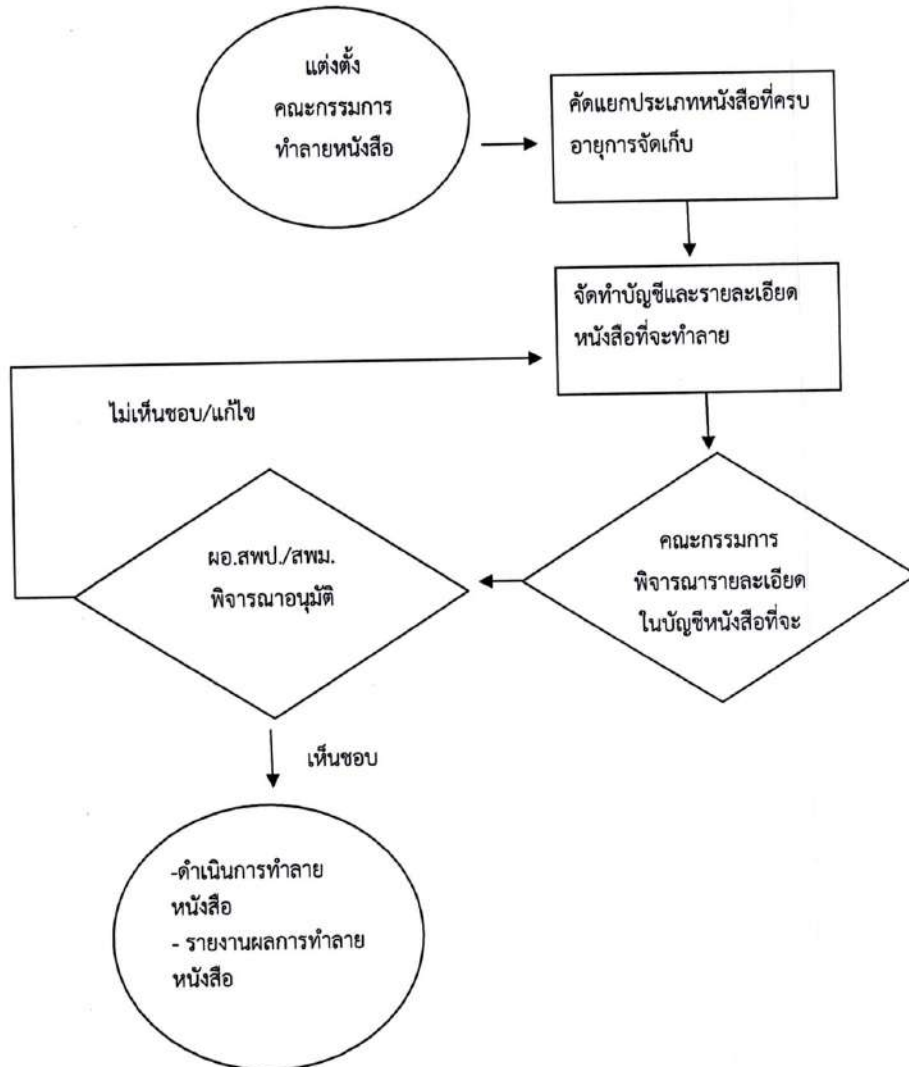 แต่งตั้ง
คณะกรรมการ
ทำลายหนังสือ
คัดแยกประเภทหนังสือที่ครบ
อายุการจัดเก็บ
จัดทำบัญชีและรายละเอียด
หนังสือที่จะทำลาย
ไม่เห็นชอบ/แก้ไข
คณะกรรมการ
พิจารณารายละเอียด
ในบัญชีหนังสือที่จะ
ผอ.สพป./สพม.
พิจารณาอนุมัติ
เห็นชอบ
-ดำเนินการทำลาย
หนังสือ
- รายงานผลการทำลาย
หนังสือ